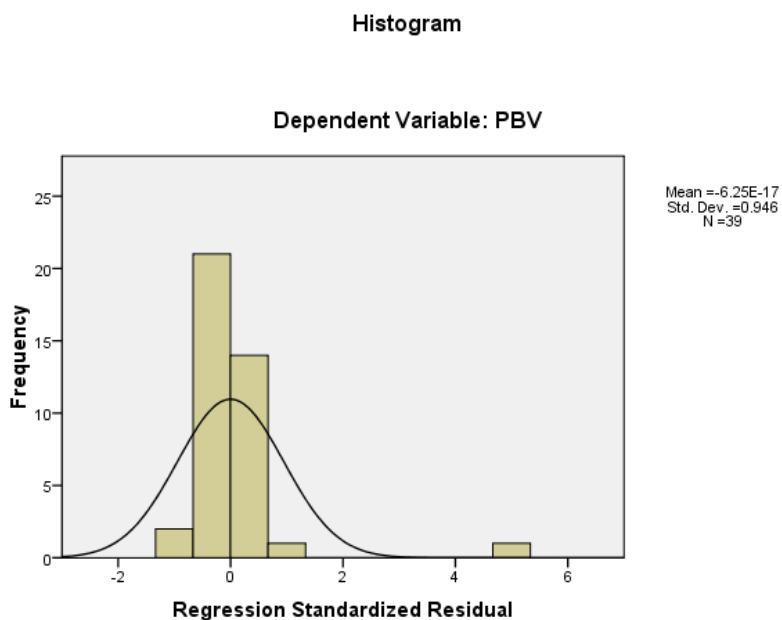 Histogram
Dependent Variable: PBV
Mean =-6.25E-17
Std. Dev. =0.946
N =39
25
20
15
10
5
0
Frequency
-2 0 2 4 6
Regression Standardized Residual